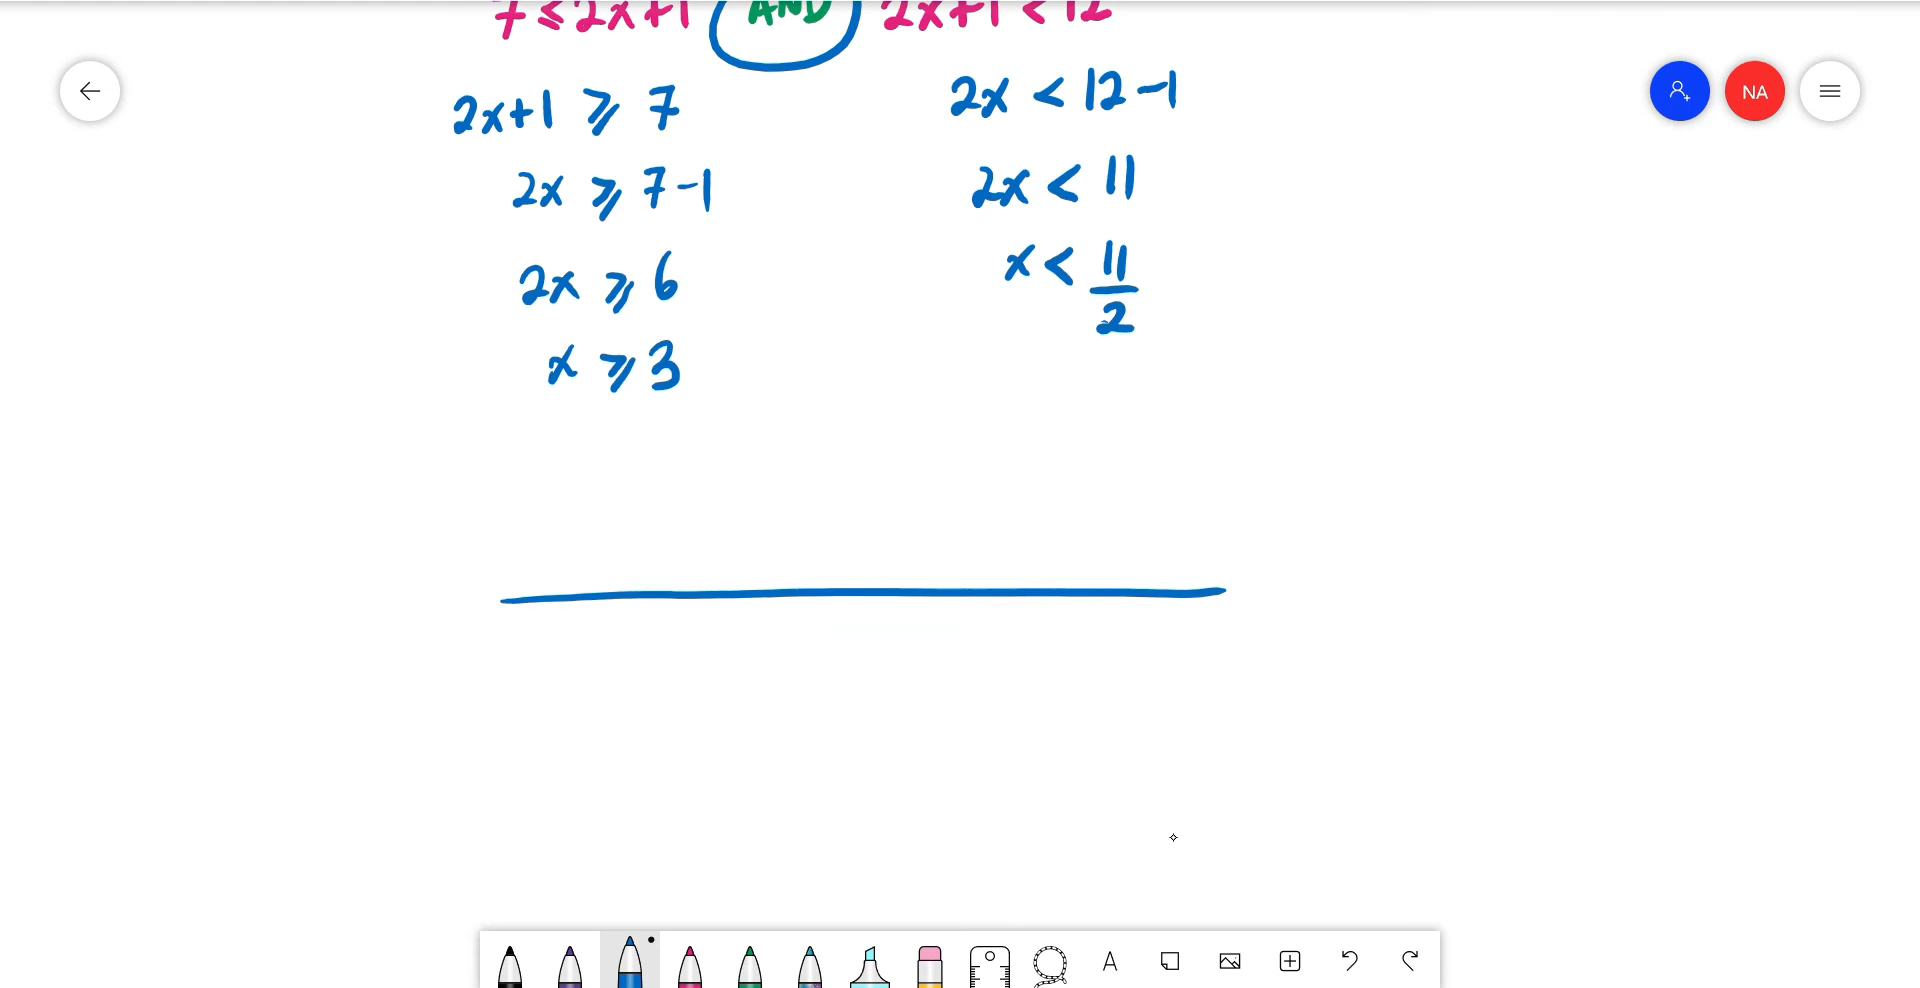 7 ≤ 2x+1 AND 2x+1 < 12
2x+1 ≥ 7
2x ≥ 7-1
2x ≥ 6
x ≥ 3
2x < 12-1
2x < 11
x < 11/2
NA
A